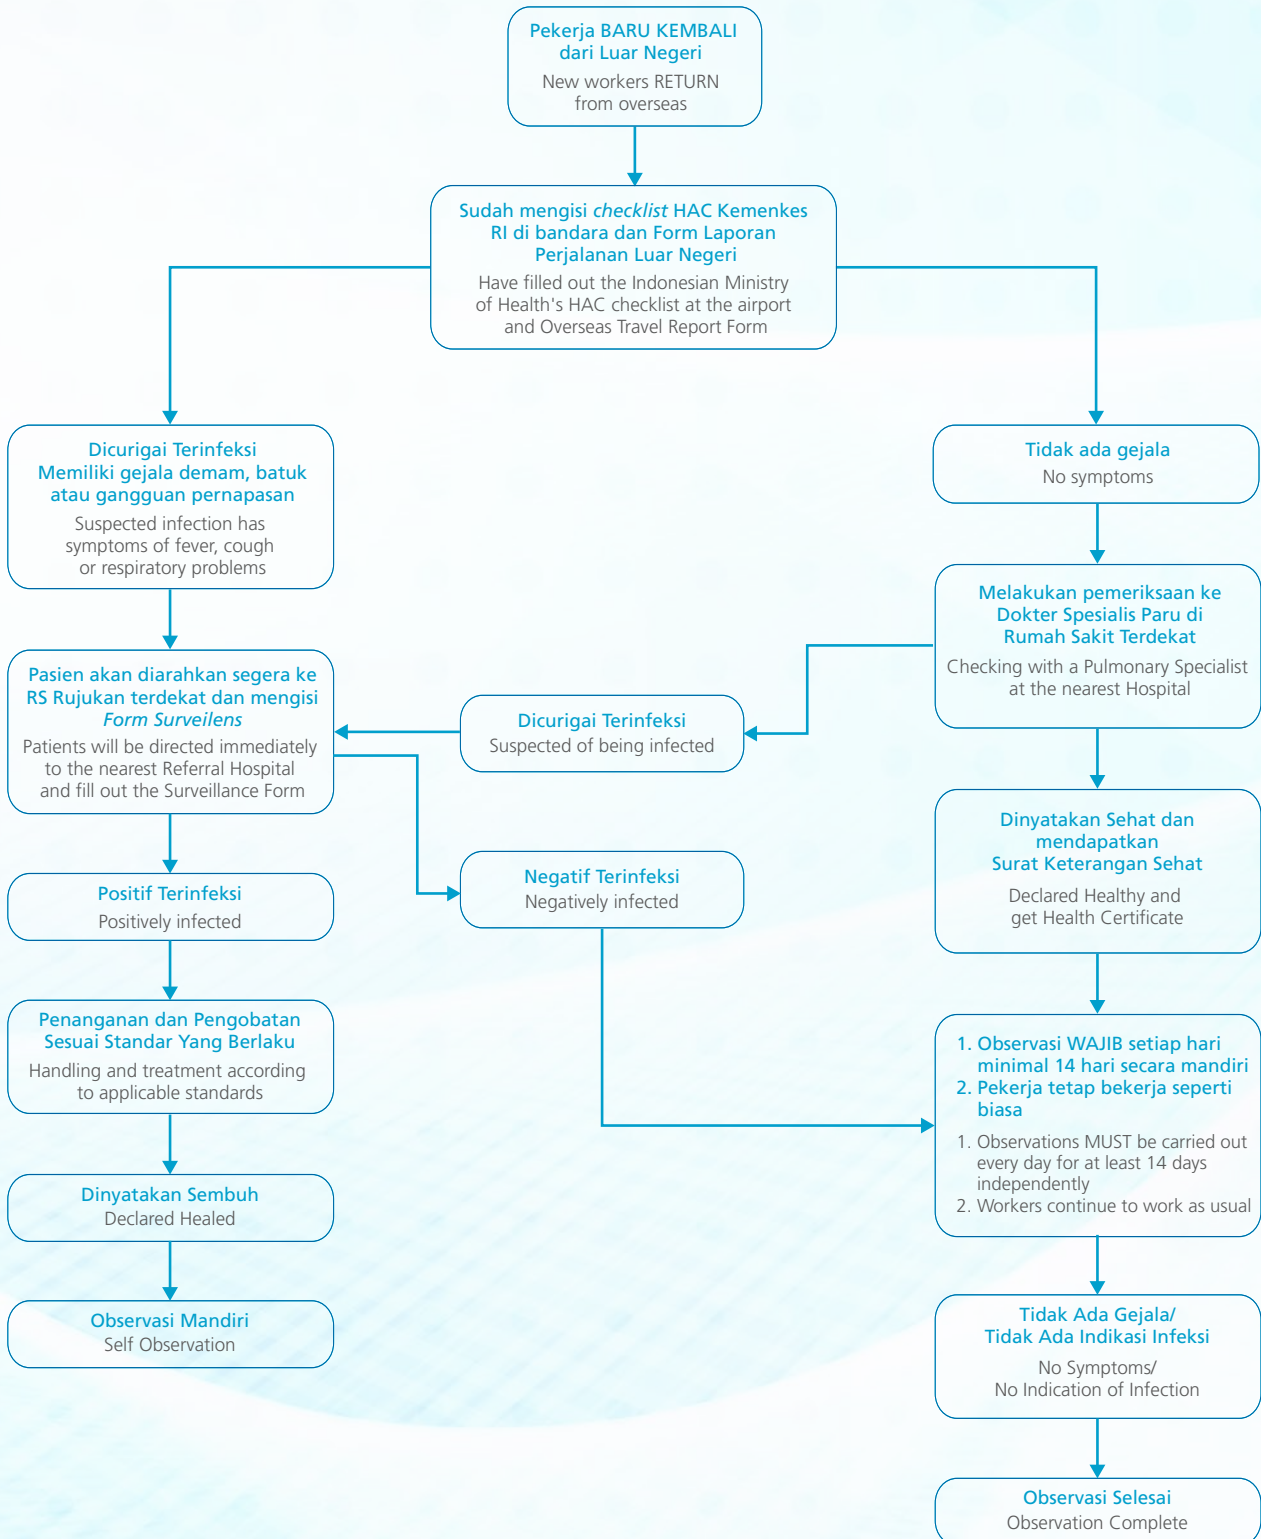 Pekerja BARU KEMBALI
dari Luar Negeri
New workers RETURN
from overseas
Sudah mengisi checklist HAC Kemenkes
RI di bandara dan Form Laporan
Perjalanan Luar Negeri
Have filled out the Indonesian Ministry
of Health's HAC checklist at the airport
and Overseas Travel Report Form
Dicurigai Terinfeksi
Memiliki gejala demam, batuk
atau gangguan pernapasan
Suspected infection has
symptoms of fever, cough
or respiratory problems
Tidak ada gejala
No symptoms
Melakukan pemeriksaan ke
Dokter Spesialis Paru di
Rumah Sakit Terdekat
Checking with a Pulmonary Specialist
at the nearest Hospital
Pasien akan diarahkan segera ke
RS Rujukan terdekat dan mengisi
Form Surveilens
Patients will be directed immediately
to the nearest Referral Hospital
and fill out the Surveillance Form
Dicurigai Terinfeksi
Suspected of being infected
Dinyatakan Sehat dan
mendapatkan
Surat Keterangan Sehat
Declared Healthy and
get Health Certificate
Negatif Terinfeksi
Negatively infected
Positif Terinfeksi
Positively infected
Penanganan dan Pengobatan
Sesuai Standar Yang Berlaku
Handling and treatment according
to applicable standards
1. Observasi WAJIB setiap hari
minimal 14 hari secara mandiri
2. Pekerja tetap bekerja seperti
biasa
1. Observations MUST be carried out
every day for at least 14 days
independently
2. Workers continue to work as usual
Dinyatakan Sembuh
Declared Healed
Observasi Mandiri
Self Observation
Tidak Ada Gejala/
Tidak Ada Indikasi Infeksi
No Symptoms/
No Indication of Infection
Observasi Selesai
Observation Complete